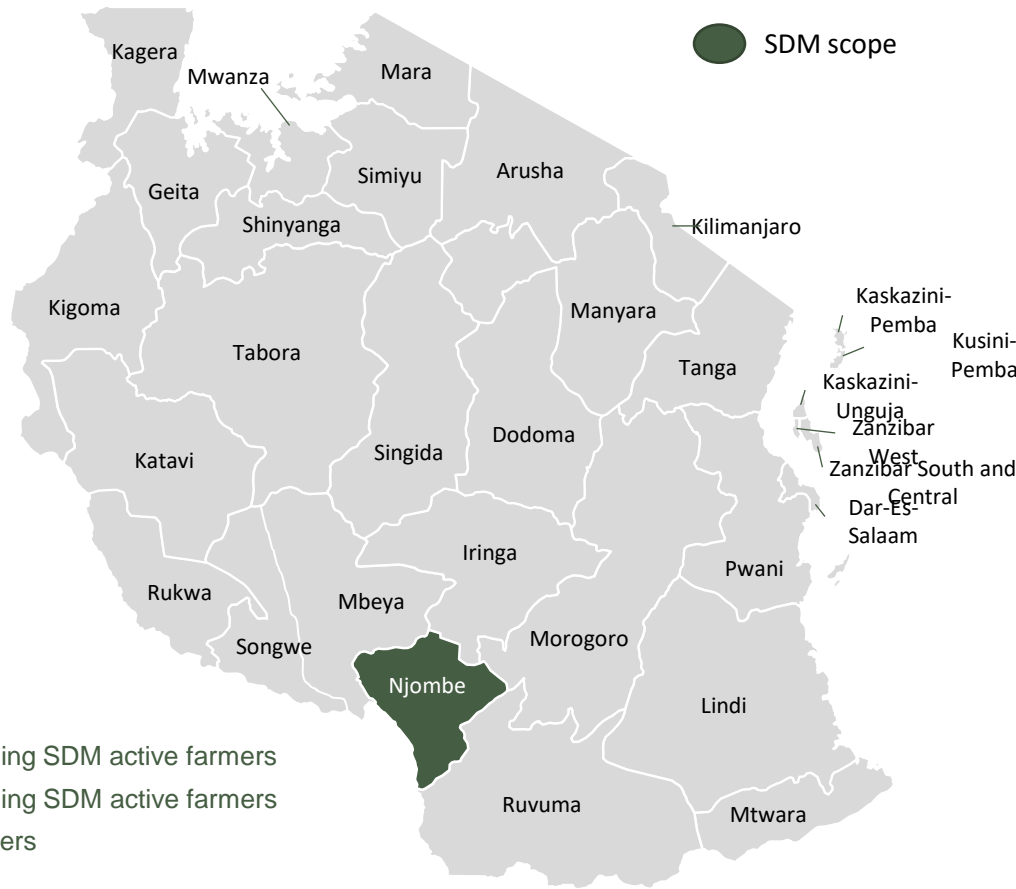 SDM scope
Kagera
Mwanza
Mara
Simiyu
Arusha
Geita
Shinyanga
Kilimanjaro
Kigoma
Manyara
Kaskazini-
Pemba
Kusini-
Pemba
Tabora
Tanga
Kaskazini-
Unguja
Zanzibar
West
Zanzibar South and
Central
Dar-Es-
Salaam
Dodoma
Singida
Katavi
Iringa
Pwani
Rukwa
Mbeya
Morogoro
Songwe
Njombe
Lindi
Ruvuma
Mtwara
ing SDM active farmers
ing SDM active farmers
ers